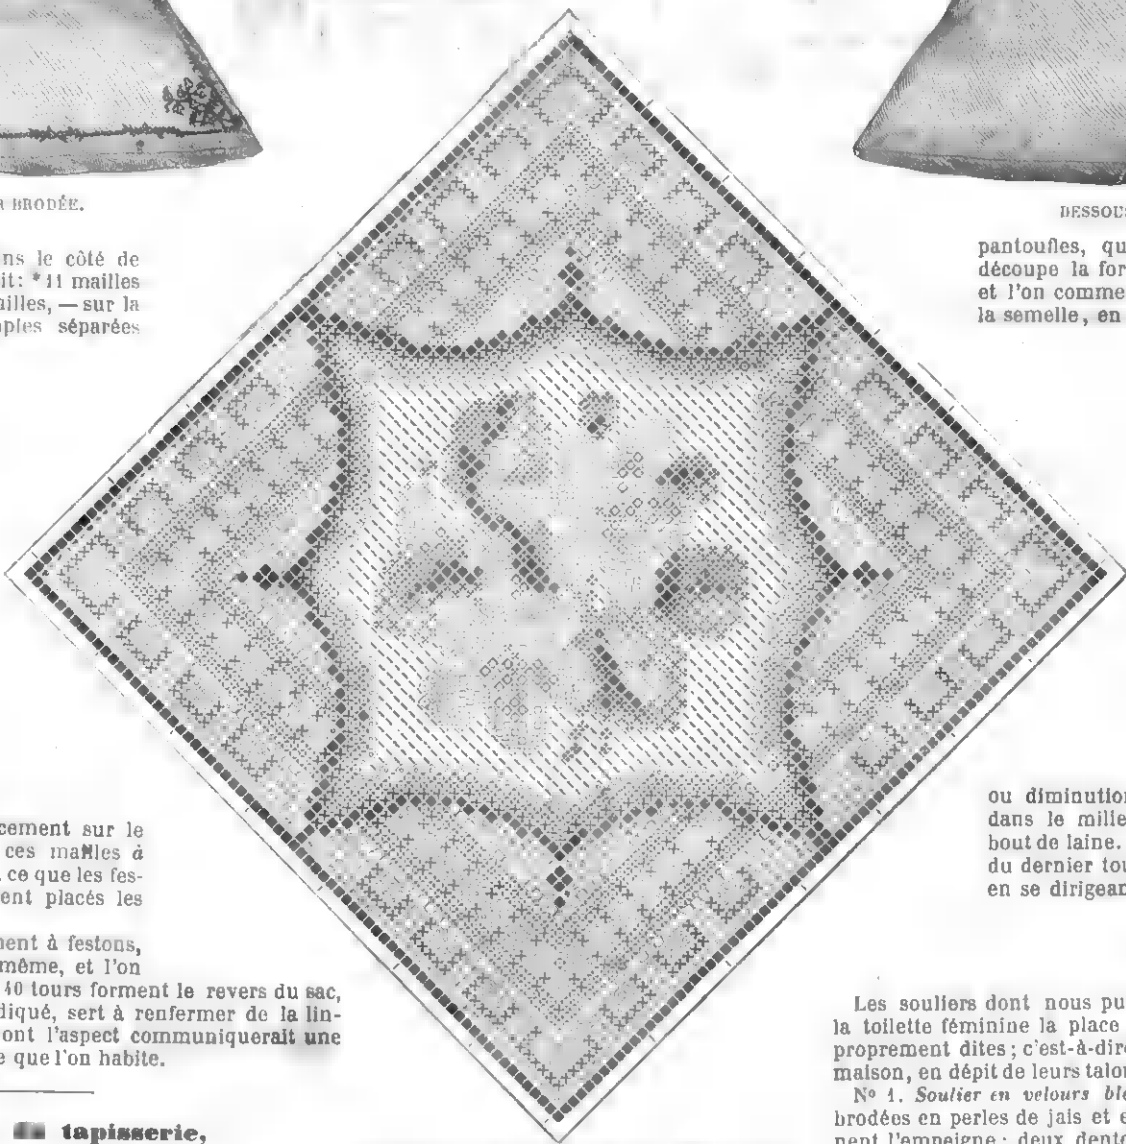 R BRODÉE.
ns le côté de
it: *11 mailles
ailles, — sur la
ples séparées
cement sur le
ces mailles à
ce que les fes-
ent placés les
ment à festons,
même, et l'on
40 tours forment le revers du sac,
diqué, sert à renfermer de la lin-
ont l'aspect communiquerait une
e que l'on habite.
tapisserie,
DESSOUS
pantoufles, qu
découpe la for
et l'on comme
la semelle, en
ou diminution
dans le mille
bout de laine.
du dernier tou
en se dirigean
Les souliers dont nous pu
la toilette féminine la place
proprement dites; c'est-à-dire
maison, en dépit de leurs talon
N° 1. Soulier en velours ble
brodées en perles de jais et e
nent l'empeigne; deux dente